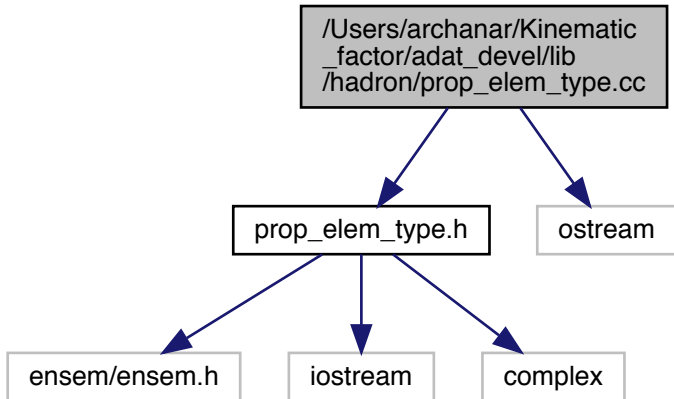 /Users/archanar/Kinematic
_factor/adat_devel/lib
/hadron/prop_elem_type.cc
prop_elem_type.h
ostream
ensem/ensem.h
iostream
complex